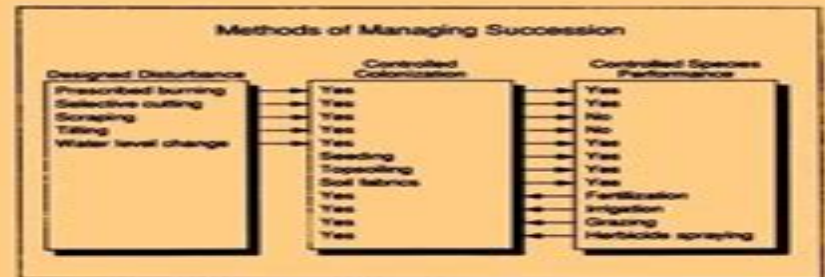 Methods of Managing Succession
Designed Disturbance
Prescribed burning
Selective cutting
Scraping
Tilling
Water level change
Controlled
Colonization
Yes
Yes
Yes
Yes
Yes
Seeding
Topsoiling
Soil fabrics
Yes
Yes
Yes
Yes
Controlled Species
Performance
Yes
Yes
No
No
Yes
Yes
Yes
Yes
Fertilization
Irrigation
Grazing
Herbicide spraying